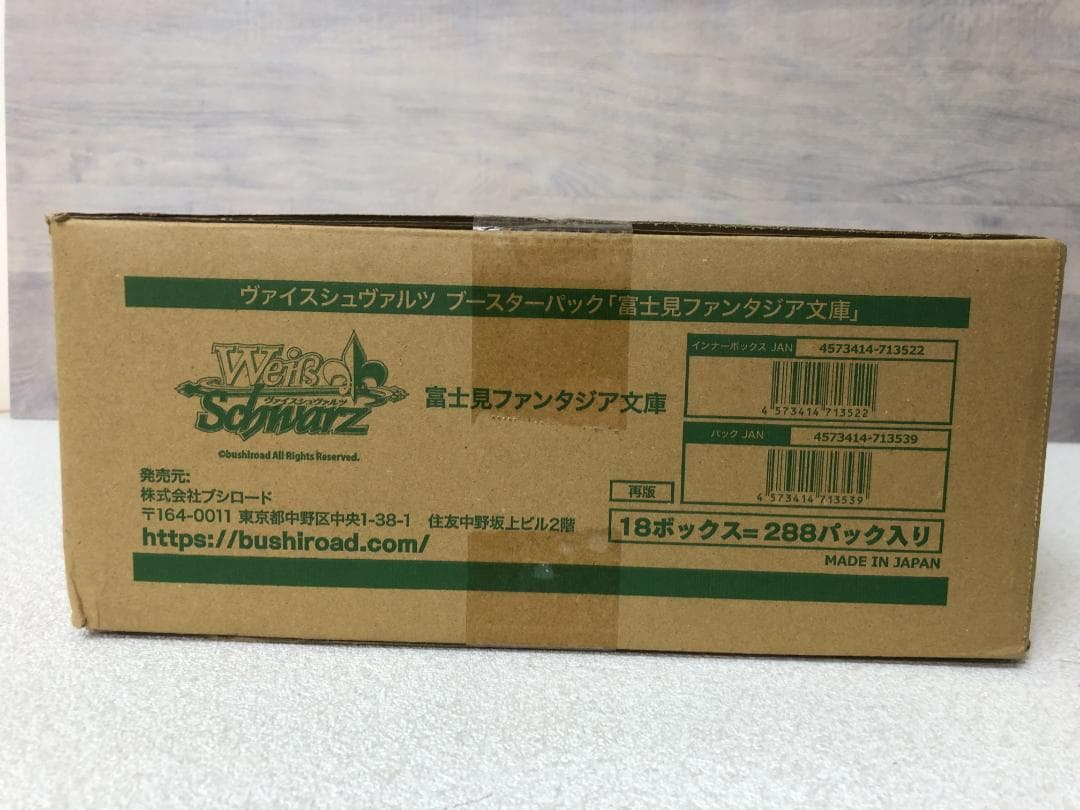 ヴァイスシュヴァルツ ブースターパック「富士見ファンタジア文庫」
Weiß
ヴァイスシュヴァルツ
Schwarz
©bushiroad All Rights Reserved.
富士見ファンタジア文庫
インナーボックス JAN 4573414-713522
4 573414 713522
パック JAN 4573414-713539
4 573414 713539
発売元:
株式会社ブシロード
〒164-0011 東京都中野区中央1-38-1 住友中野坂上ビル2階
https://bushiroad.com/
再版
18ボックス=288パック入り
MADE IN JAPAN